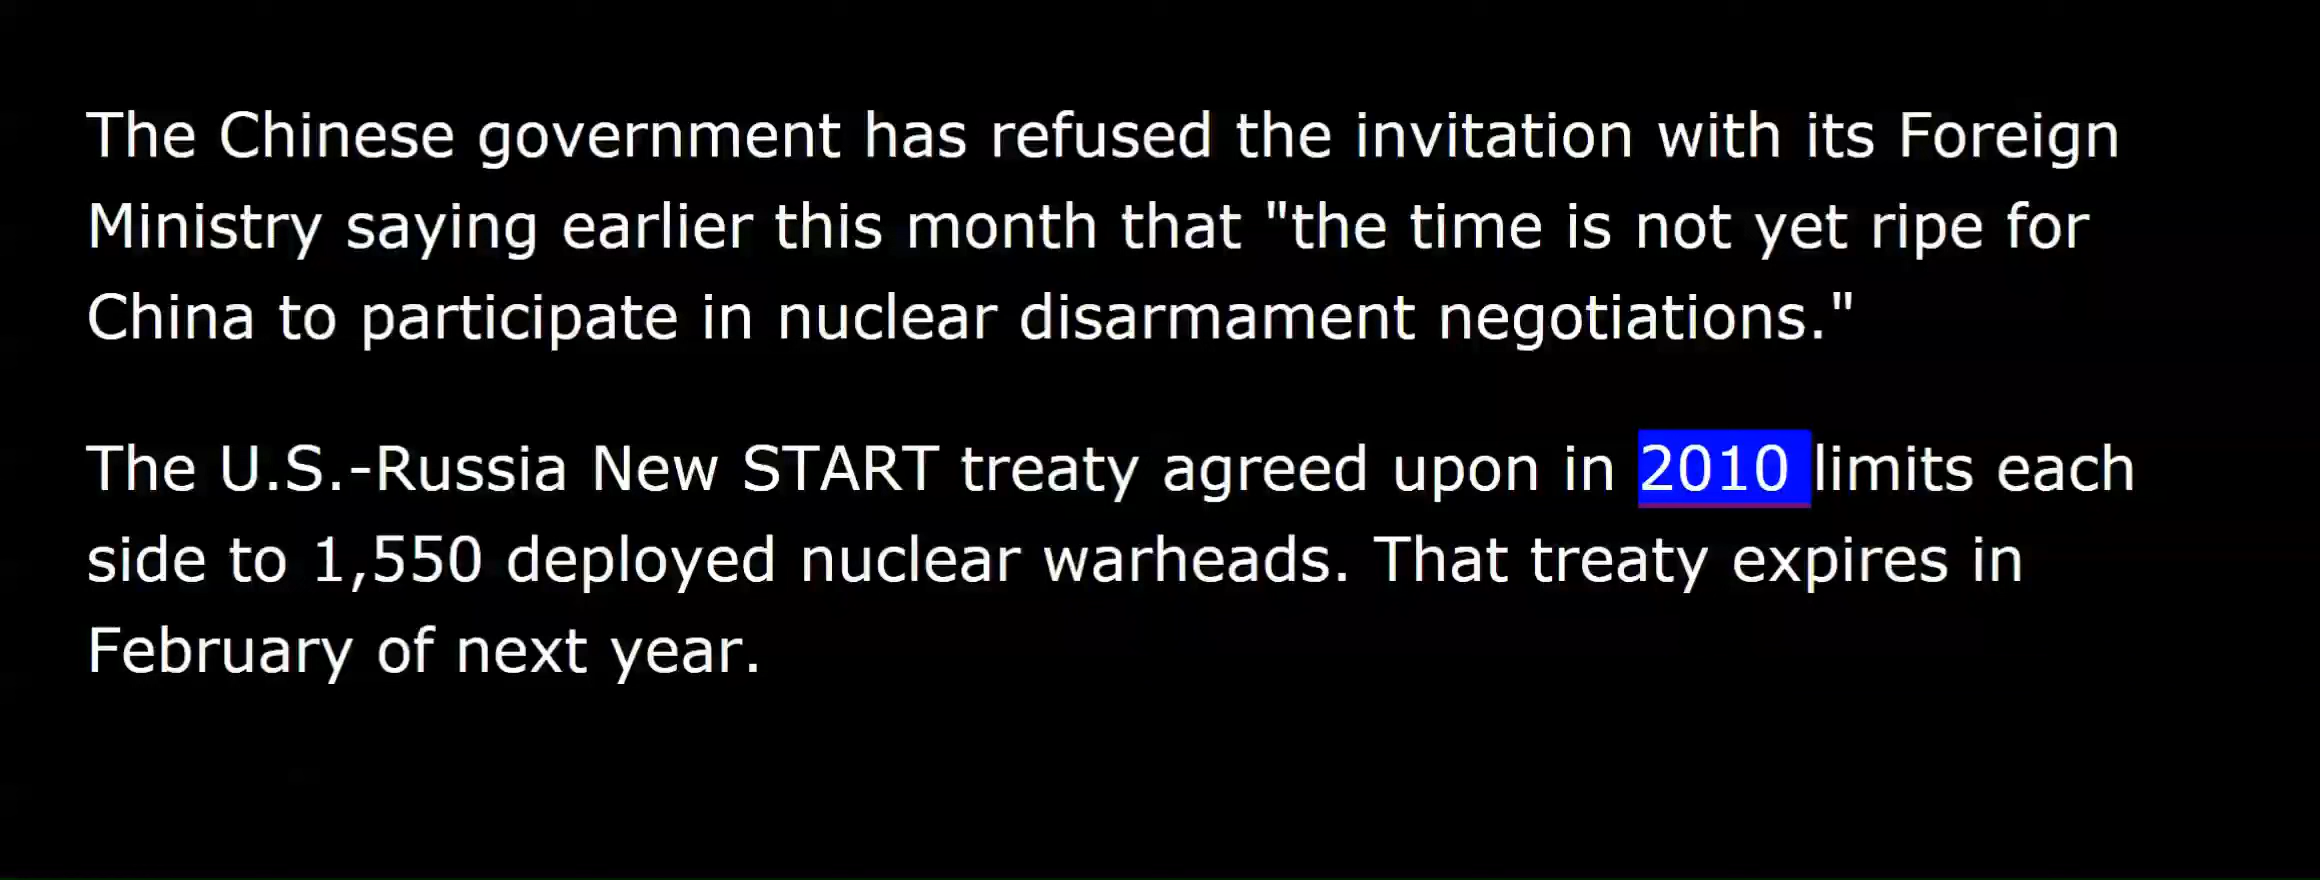 The Chinese government has refused the invitation with its Foreign
Ministry saying earlier this month that "the time is not yet ripe for
China to participate in nuclear disarmament negotiations."
The U.S.-Russia New START treaty agreed upon in 2010 limits each
side to 1,550 deployed nuclear warheads. That treaty expires in
February of next year.